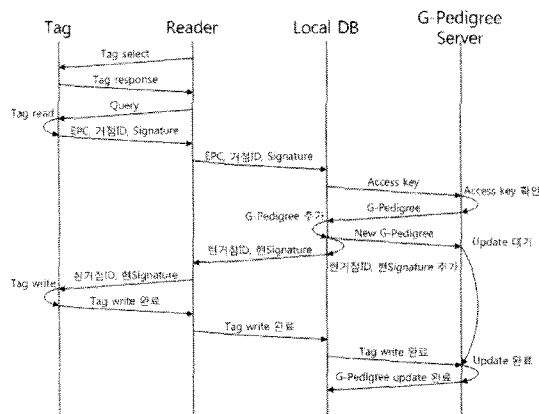 Tag
Reader
Local DB
G-Pedigree
Server
Tag select
Tag response
Query
Tag read
EPC, 거점ID, Signature
EPC, 거점ID, Signature
Access key
Access key 확인
G-Pedigree
G-Pedigree 추가
New G-Pedigree
Update 대기
현거점ID, 현Signature
현거점ID, 현Signature 추가
현거점ID, 현Signature
Tag write
Tag write 완료
Tag write 완료
Tag write 완료
Update 완료
G-Pedigree update 완료